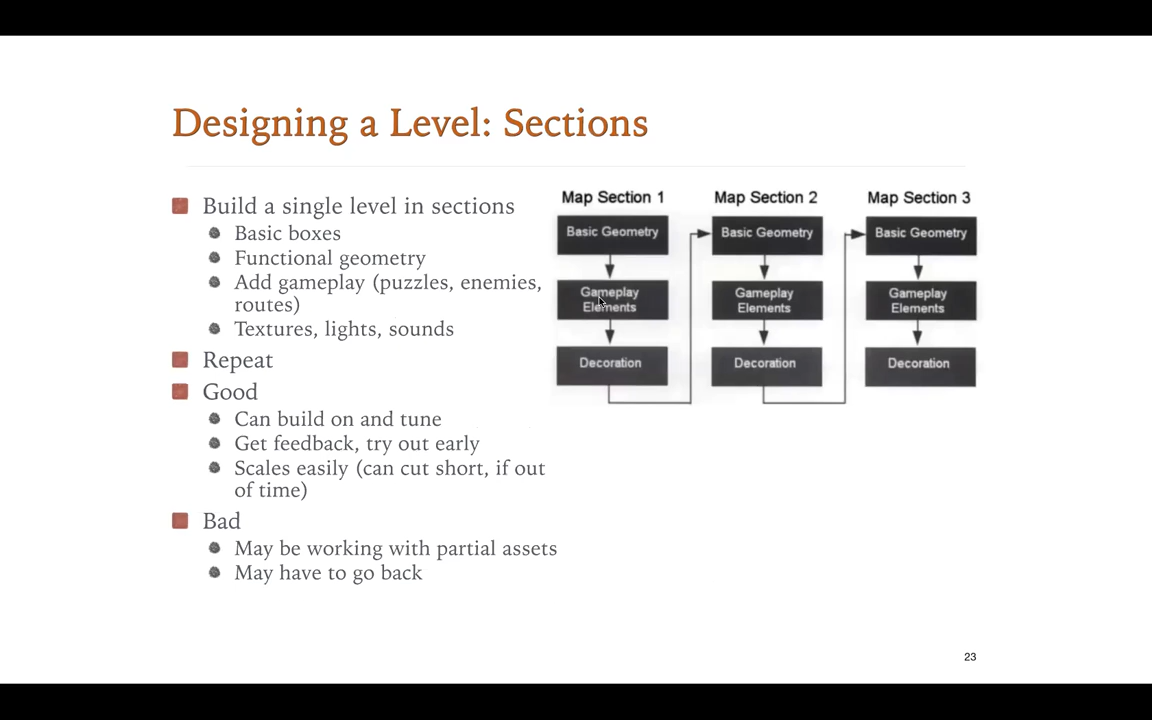 Designing a Level: Sections
Build a single level in sections
Basic boxes
Functional geometry
Add gameplay (puzzles, enemies,
routes)
Textures, lights, sounds
Repeat
Good
Can build on and tune
Get feedback, try out early
Scales easily (can cut short, if out
of time)
Bad
May be working with partial assets
May have to go back
Map Section 1
Basic Geometry
Gameplay
Elements
Decoration
Map Section 2
Basic Geometry
Gameplay
Elements
Decoration
Map Section 3
Basic Geometry
Gameplay
Elements
Decoration
23